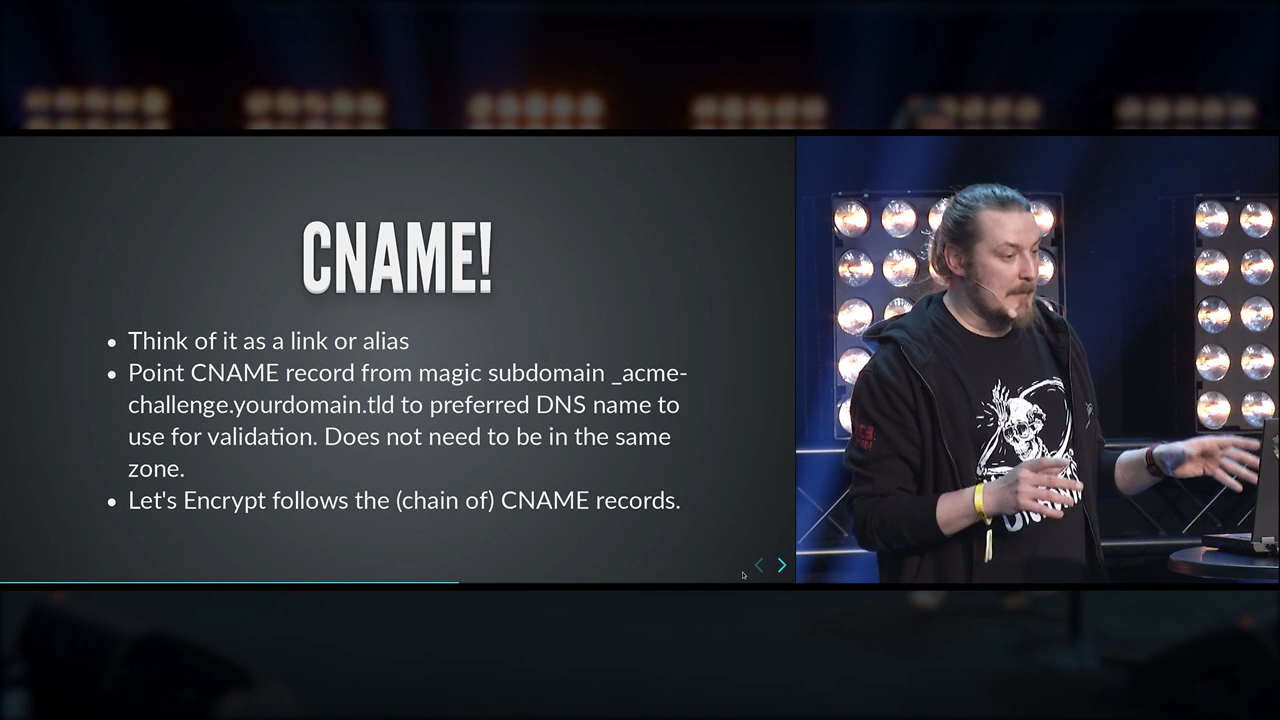 CNAME!
• Think of it as a link or alias
• Point CNAME record from magic subdomain _acme-
challenge.yourdomain.tld to preferred DNS name to
use for validation. Does not need to be in the same
zone.
• Let's Encrypt follows the (chain of) CNAME records.